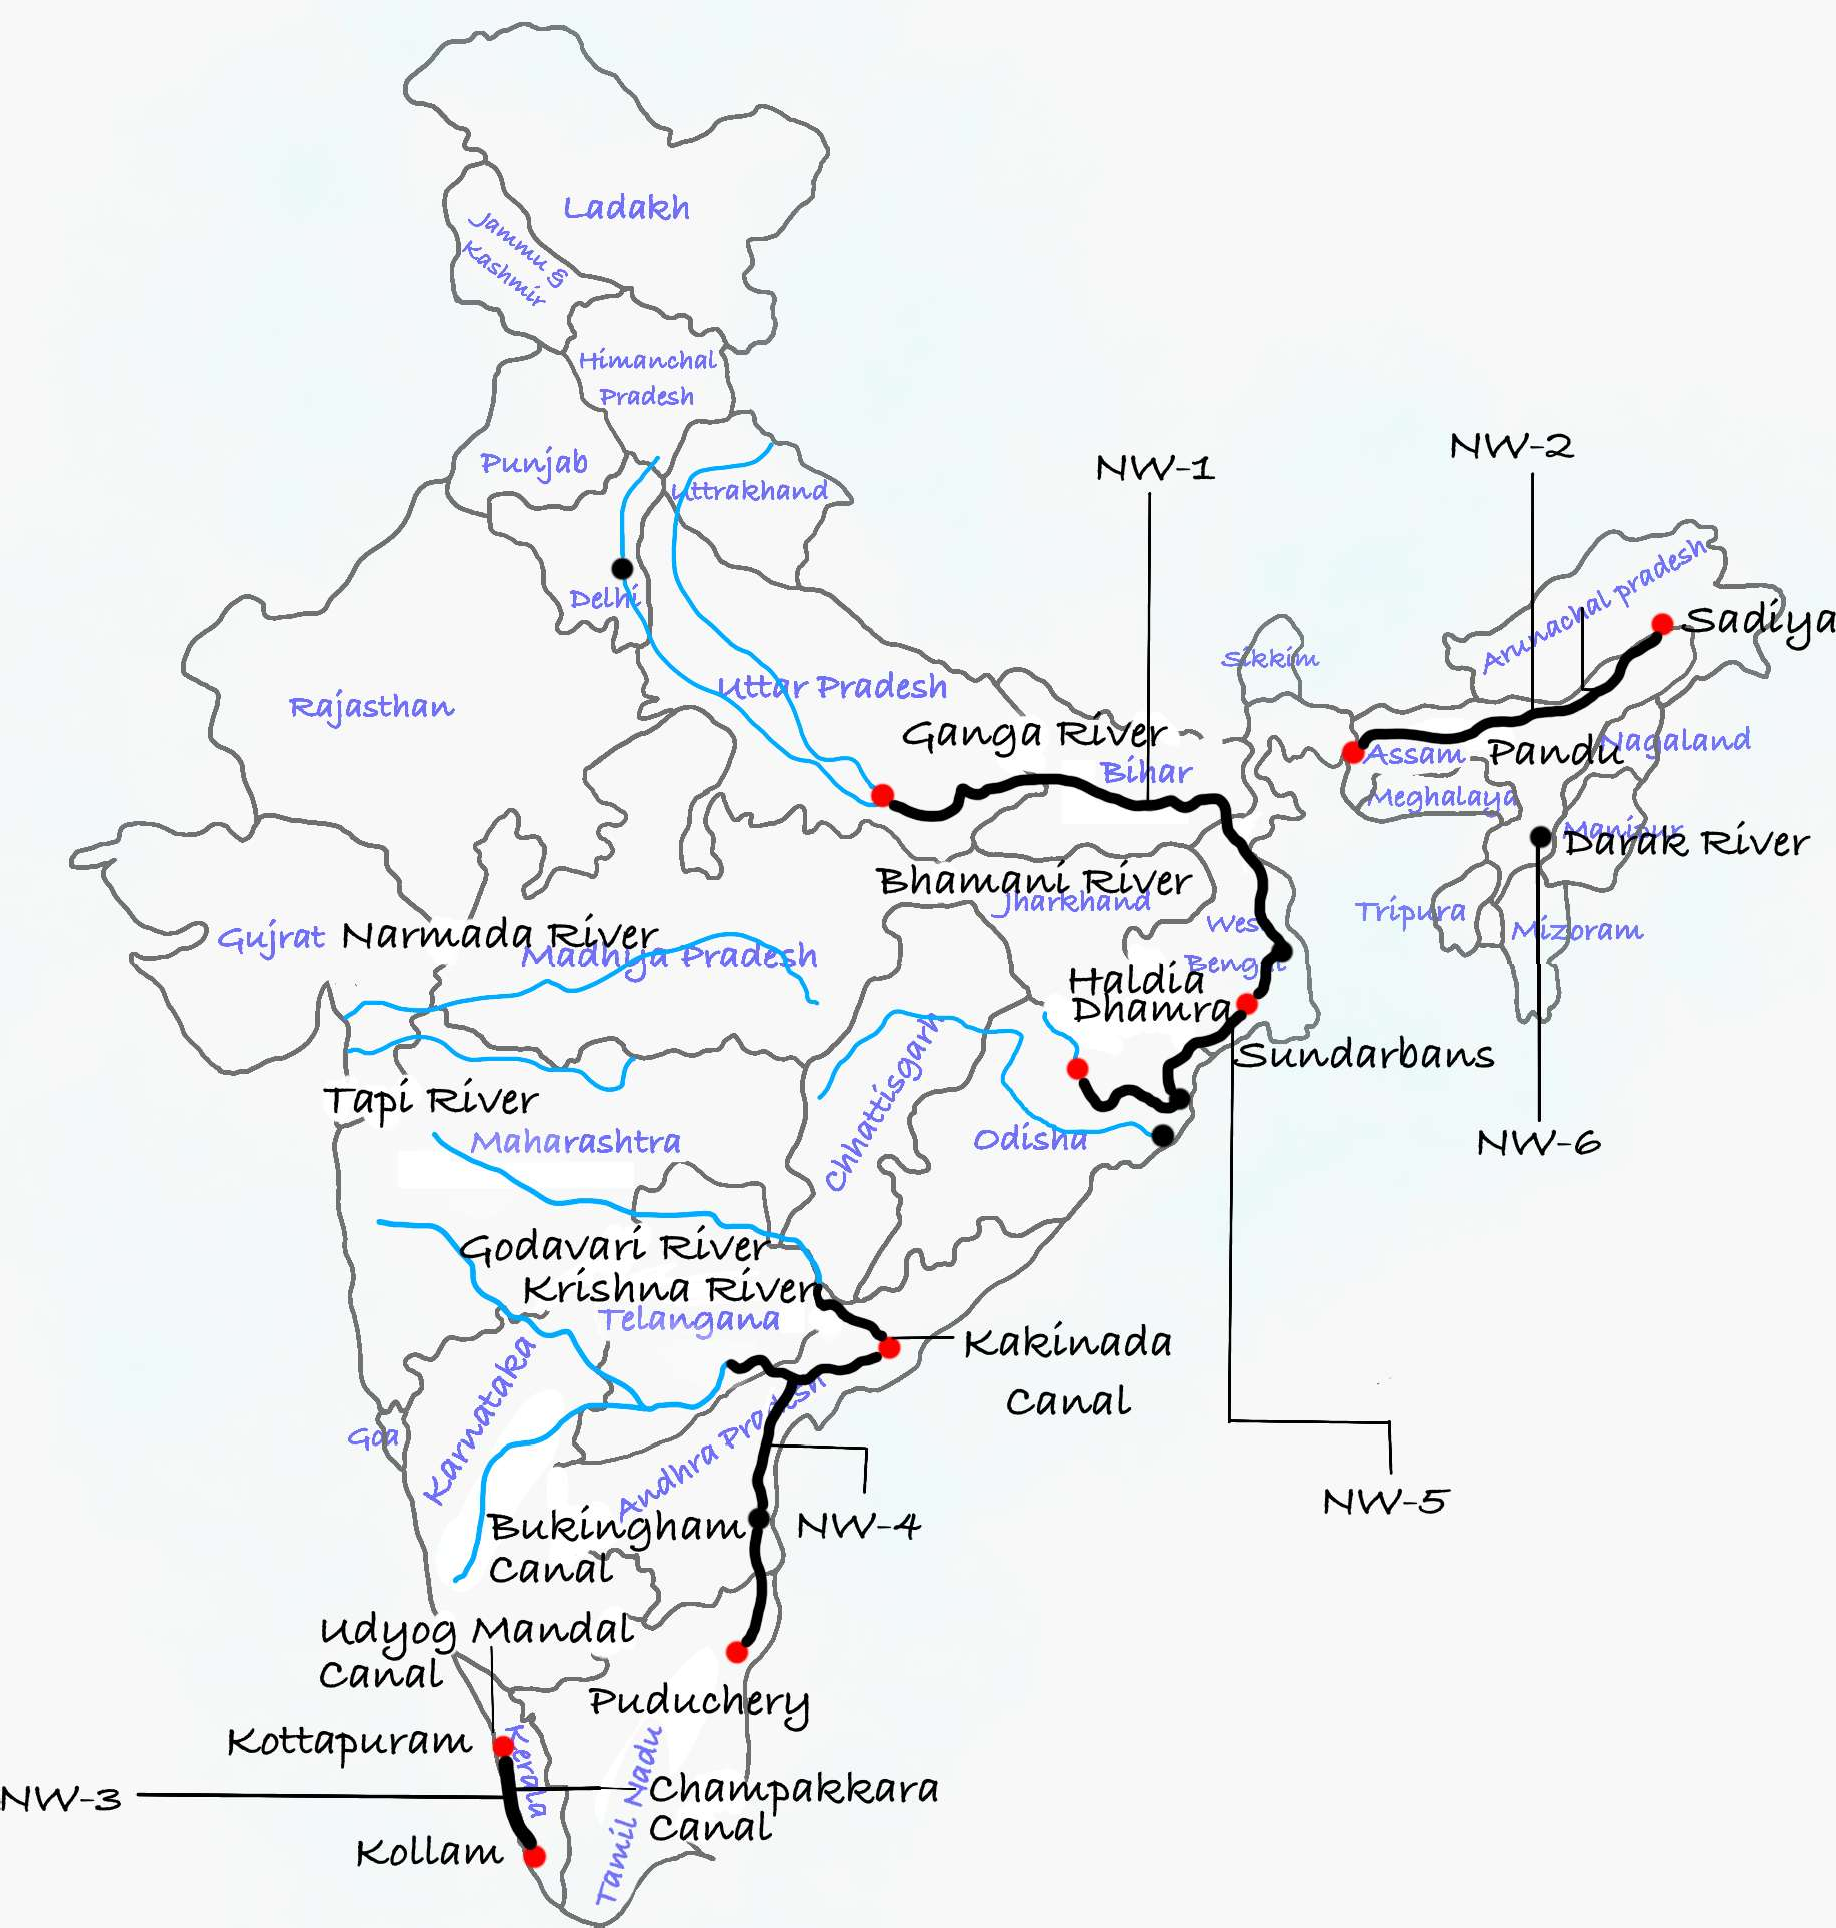 Ladakh
Jammu &
Kashmir
Himanchal
Pradesh
Punjab
Uttrakhand
NW-2
NW-1
Arunachal pradesh
Delhi
Sadiya
Sikkim
Uttar Pradesh
Rajasthan
Ganga River
Bihar
Assam
Pandu
Nagaland
Meghalaya
Manipur
Darak River
Bhamani River
Jharkhand
Tripura
Mizoram
West
Bengal
Gujrat
Narmada River
Madhya Pradesh
Haldia
Dhamra
Sundarbans
Tapi River
Chhattisgarh
Maharashtra
Odisha
NW-6
Godavari River
Krishna River
Telangana
Kakinada
Canal
Karnataka
Goa
Andhra Pradesh
NW-5
Bukingham
Canal
NW-4
Udyog Mandal
Canal
Puduchery
Kottapuram
Kerala
NW-3
Champakkara
Canal
Tamil Nadu
Kollam